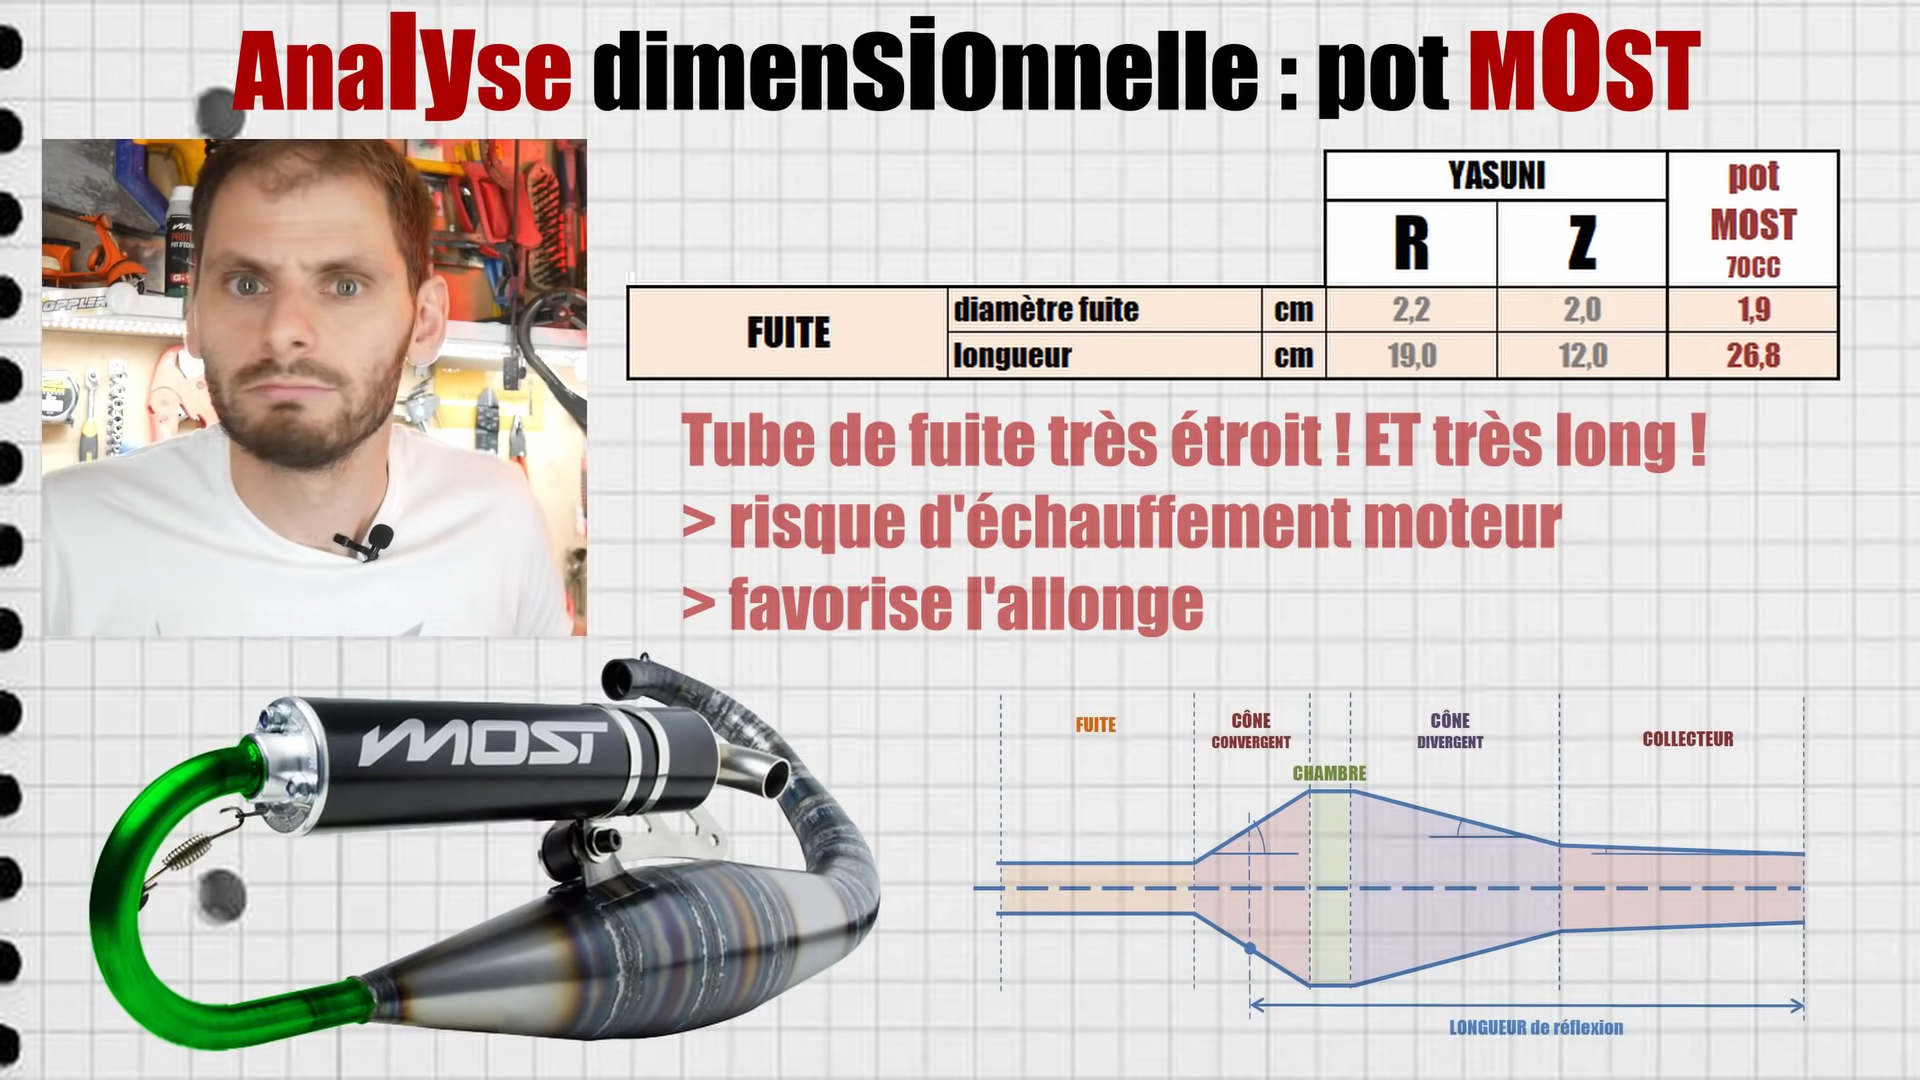 Analyse dimensionnelle : pot MOST
YASUNI
pot
MOST
70CC
R Z
FUITE
diamètre fuite cm 2,2 2,0 1,9
longueur cm 19,0 12,0 26,8
Tube de fuite très étroit ! ET très long !
> risque d'échauffement moteur
> favorise l'allonge
MOST
FUITE
CÔNE
CONVERGENT
CHAMBRE
CÔNE
DIVERGENT
COLLECTEUR
LONGUEUR de réflexion